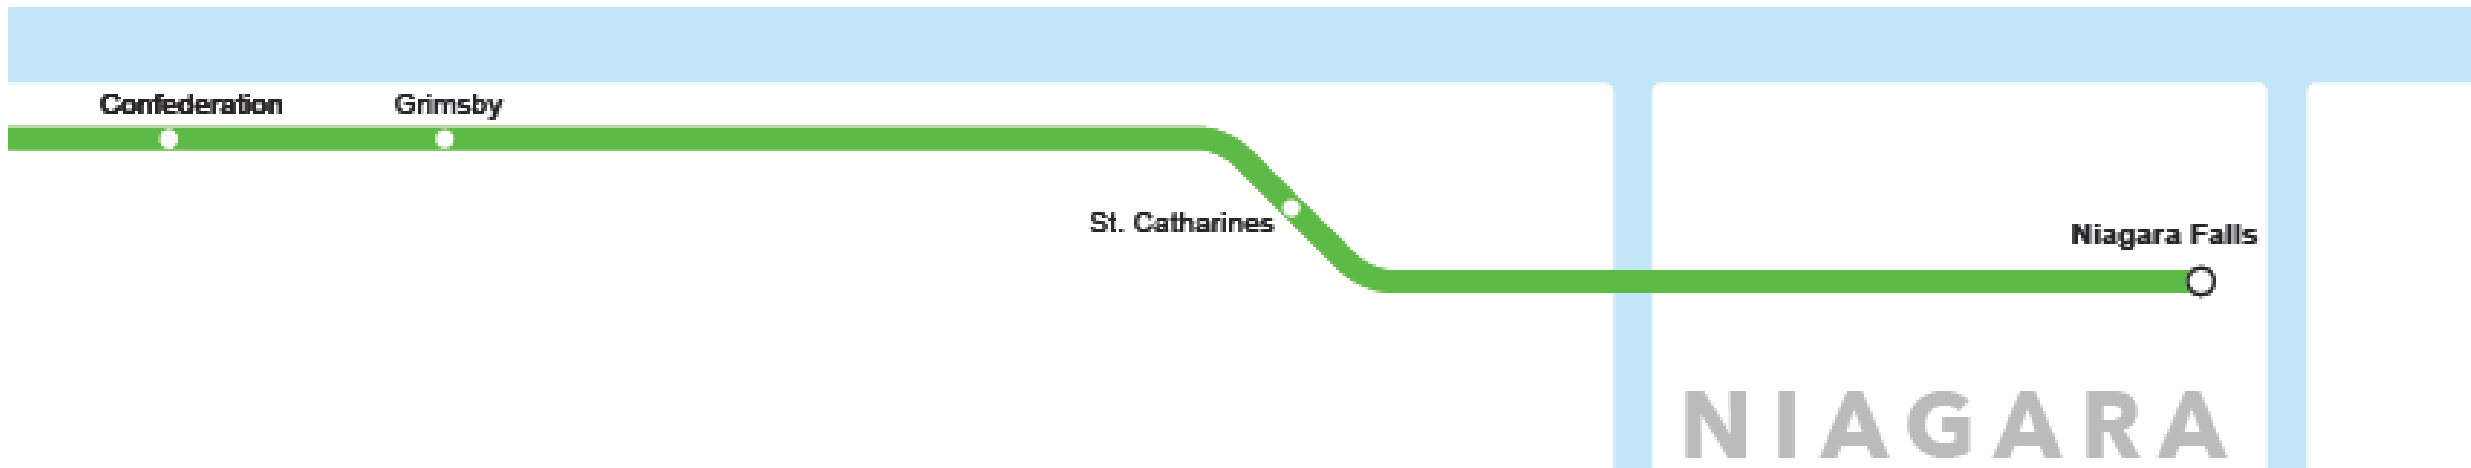 Confederation
Grimsby
St. Catharines
Niagara Falls
NIAGARA